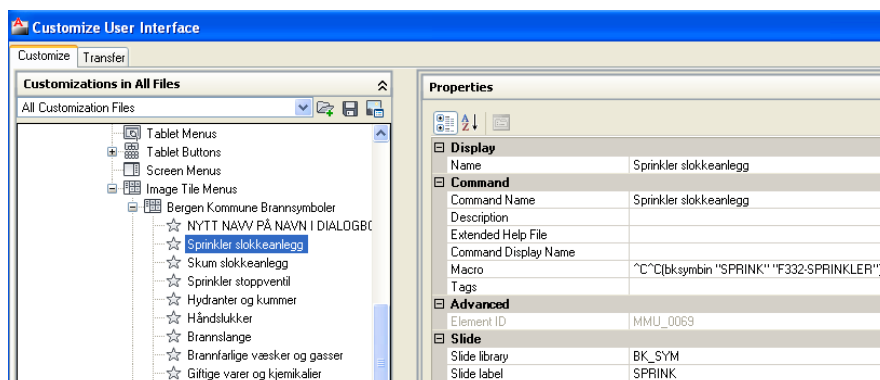 Customize User Interface
Customize Transfer
Customizations in All Files
All Customization Files
Tablet Menus
Tablet Buttons
Screen Menus
Image Tile Menus
Bergen Kommune Brannsymboler
NYTT NAVV PÅ NAVN I DIALOGBO
Sprinkler slokkeanlegg
Skum slokkeanlegg
Sprinkler stoppventil
Hydranter og kummer
Håndslukker
Brannslange
Brannfarlige væsker og gasser
Giftige varer og kjemikalier
Properties
Display
Name Sprinkler slokkeanlegg
Command
Command Name Sprinkler slokkeanlegg
Description
Extended Help File
Command Display Name
Macro ^C^C(bksymbin "SPRINK" "F332-SPRINKLER")
Tags
Advanced
Element ID MMU_0069
Slide
Slide library BK_SYM
Slide label SPRINK